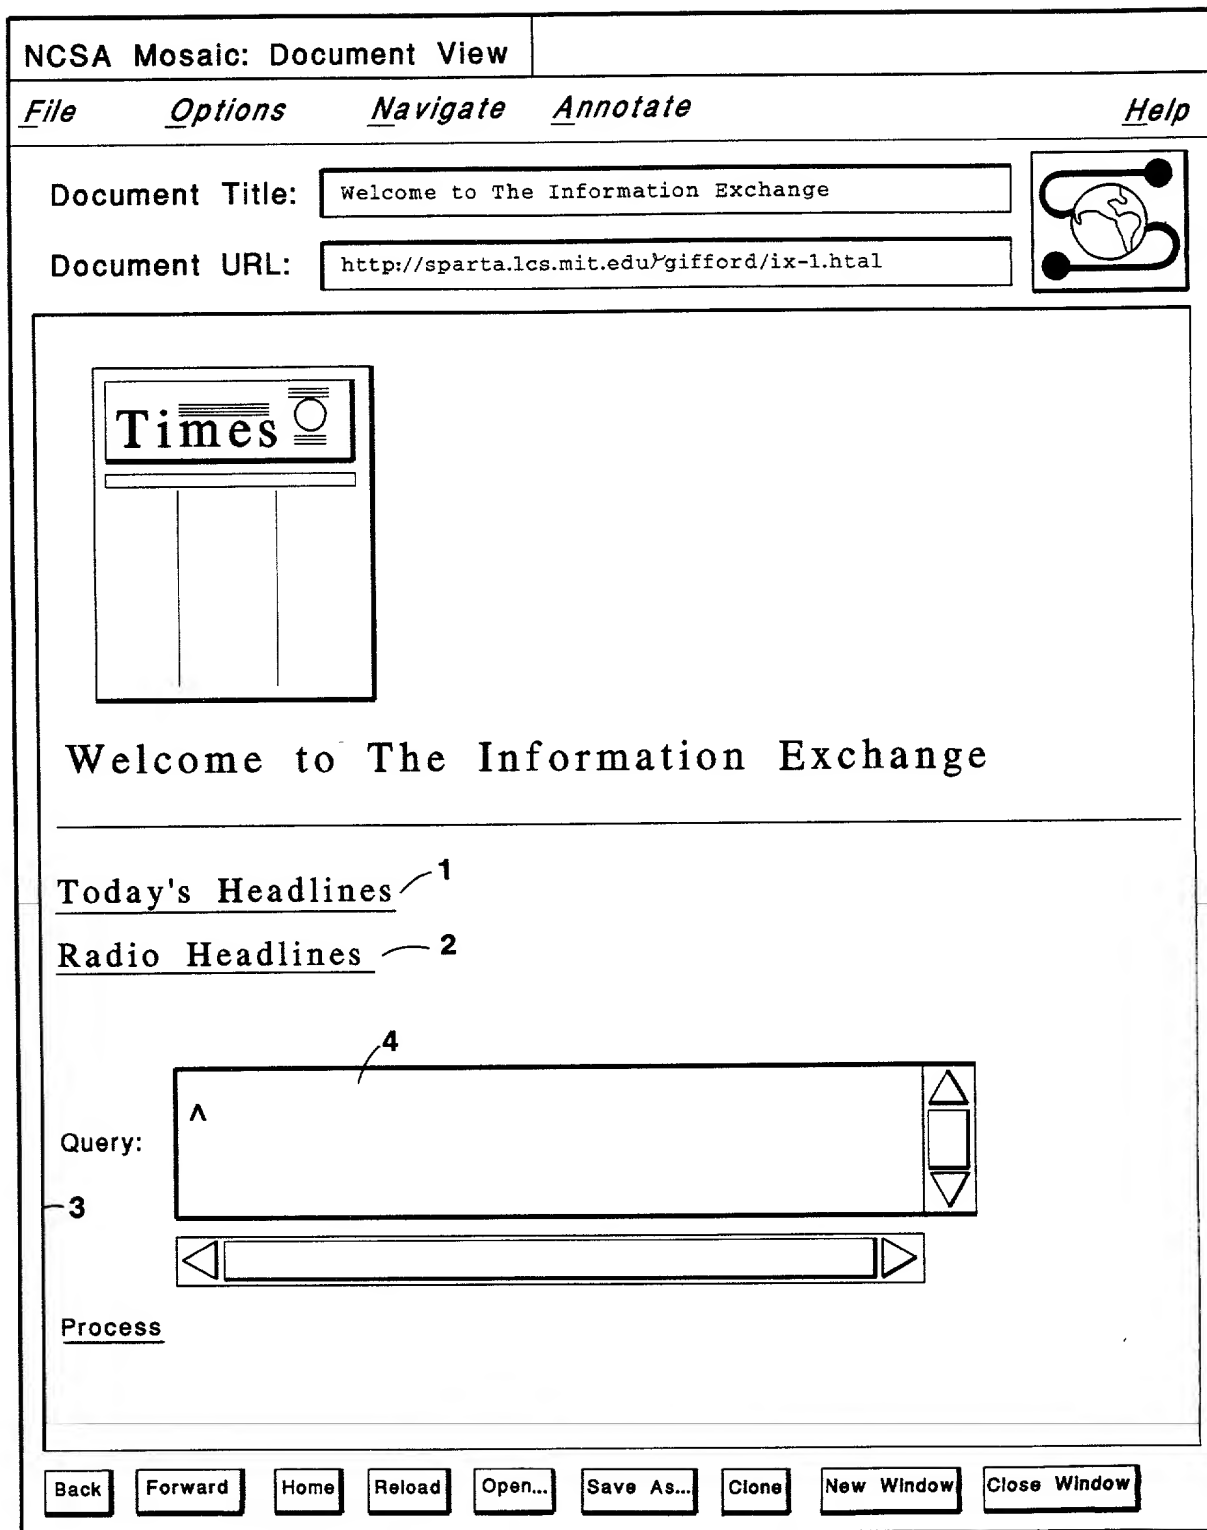 NCSA Mosaic: Document View
File Options Navigate Annotate Help
Document Title: Welcome to The Information Exchange
Document URL: http://sparta.lcs.mit.edu/~gifford/ix-1.htal
Times
Welcome to The Information Exchange
Today's Headlines 1
Radio Headlines 2
4
^
Query:
3
Process
Back Forward Home Reload Open... Save As... Clone New Window Close Window